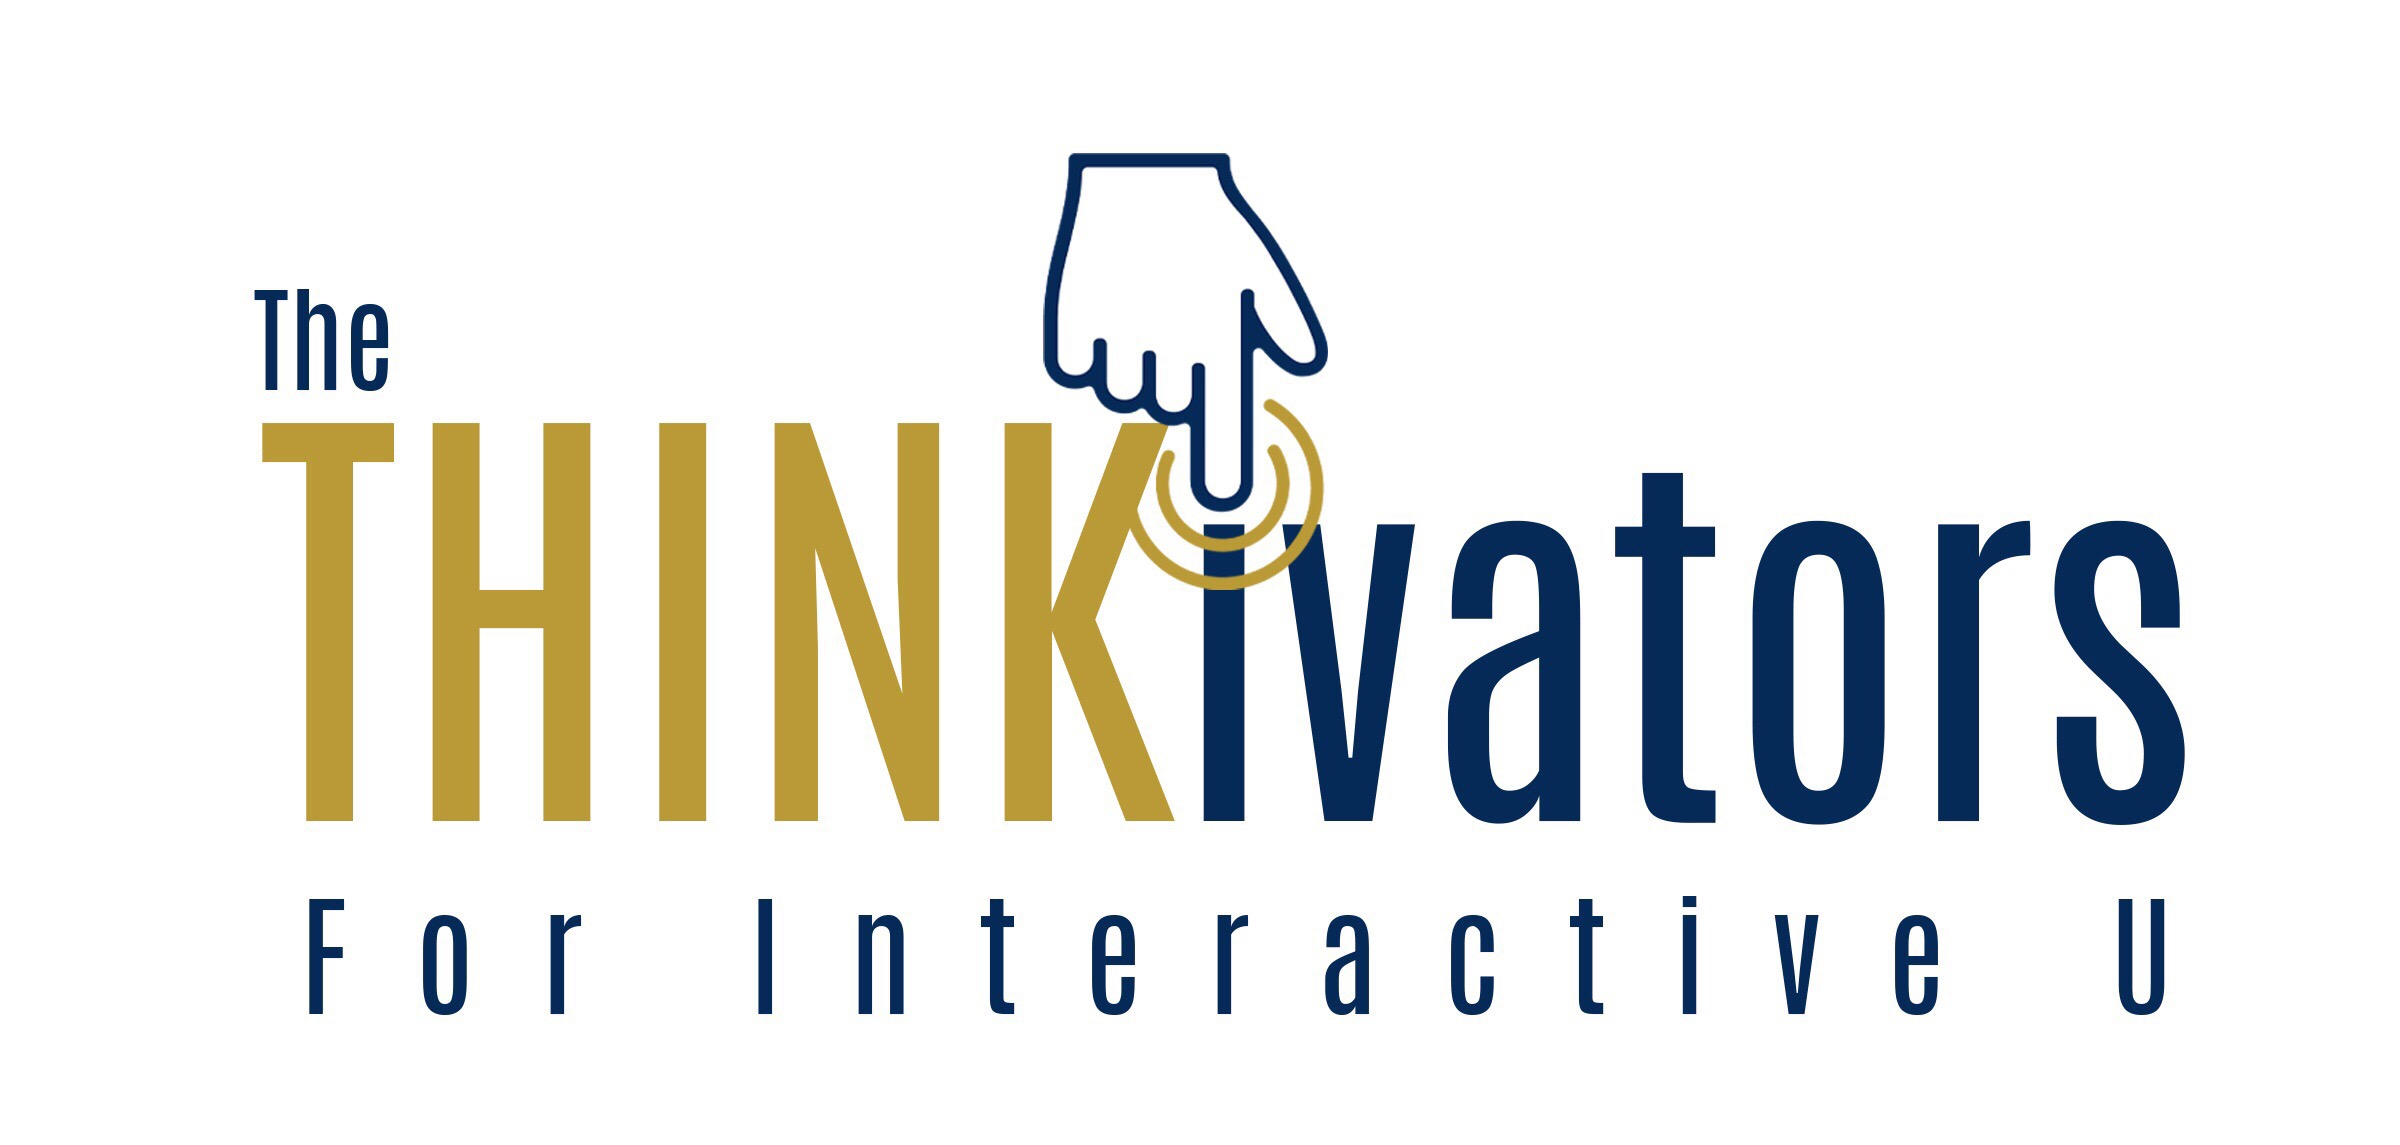 The
THINKivators
For Interactive U